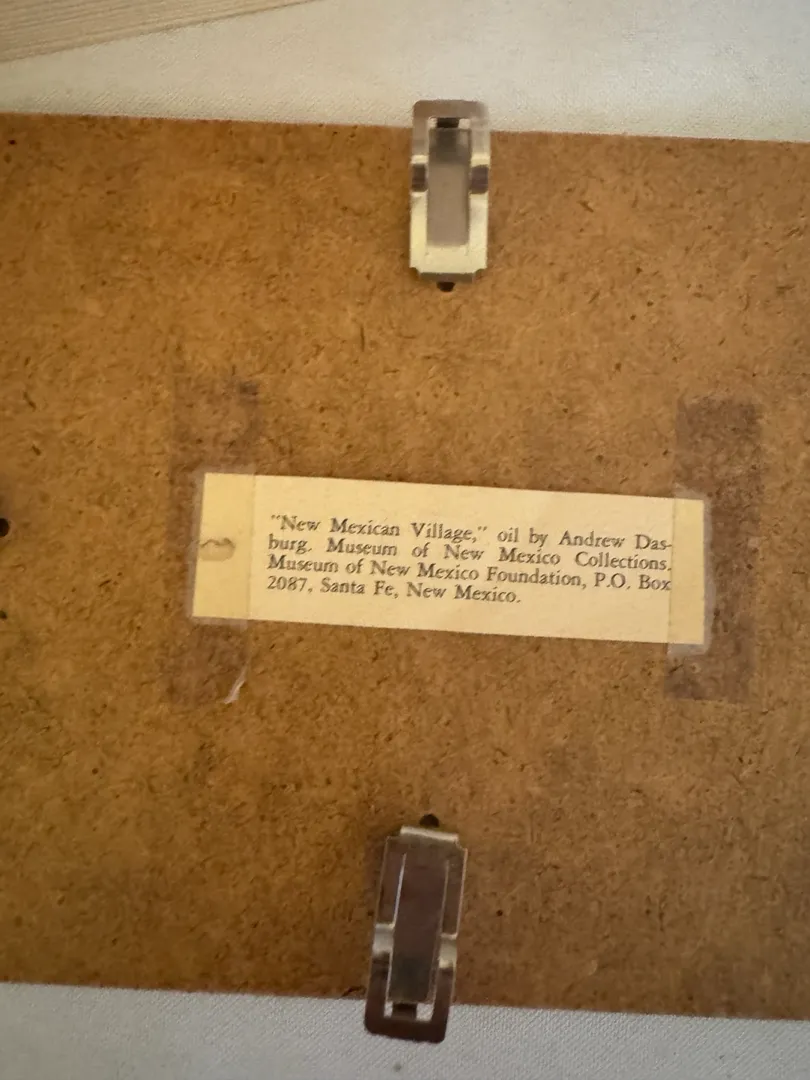 "New Mexican Village," oil by Andrew Das-
burg. Museum of New Mexico Collections.
Museum of New Mexico Foundation, P.O. Box
2087, Santa Fe, New Mexico.